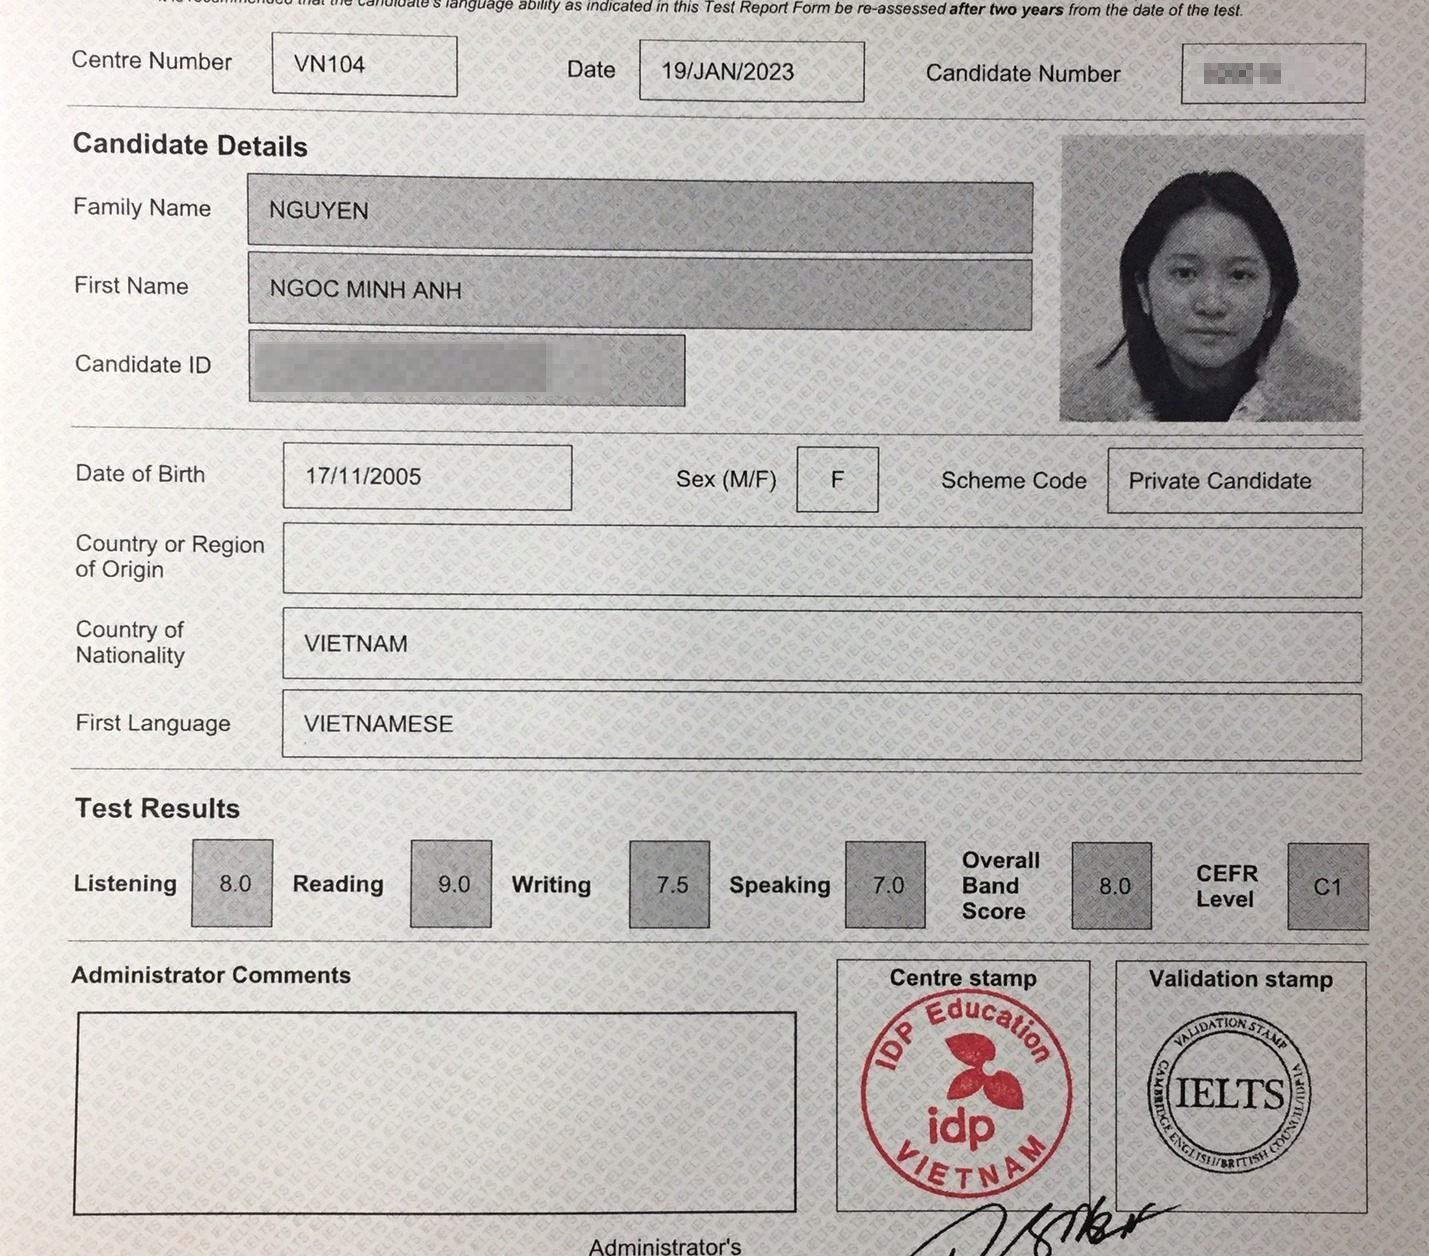 It is recommended that the candidate's language ability as indicated in this Test Report Form be re-assessed after two years from the date of the test.
Centre Number VN104 Date 19/JAN/2023 Candidate Number
Candidate Details
Family Name NGUYEN
First Name NGOC MINH ANH
Candidate ID
Date of Birth 17/11/2005 Sex (M/F) F Scheme Code Private Candidate
Country or Region
of Origin
Country of
Nationality
VIETNAM
First Language VIETNAMESE
Test Results
Listening 8.0 Reading 9.0 Writing 7.5 Speaking 7.0
Overall
Band
Score
8.0
CEFR
Level
C1
Administrator Comments
Centre stamp
IDP Education
idp
VIETNAM
Validation stamp
VALIDATION STAMP
IELTS
CAMBRIDGE ENGLISH/BRITISH COUNCIL/IDP:IA
Administrator's